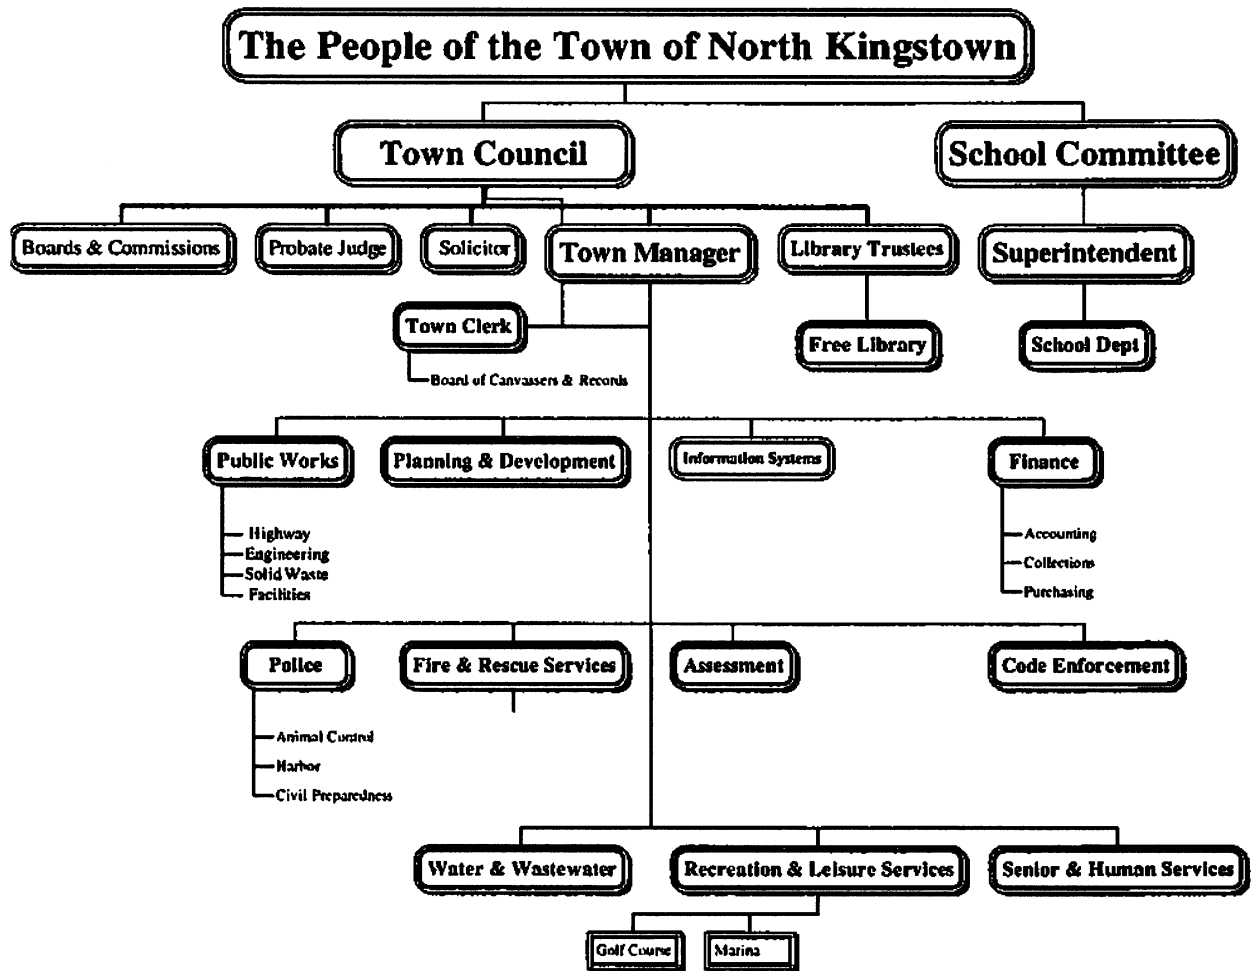 The People of the Town of North Kingstown
Town Council
School Committee
Boards & Commissions
Probate Judge
Solicitor
Town Manager
Library Trustees
Superintendent
Town Clerk
Free Library
School Dept
Board of Canvassers & Records
Public Works
Planning & Development
Information Systems
Finance
Highway
Engineering
Solid Waste
Facilities
Accounting
Collections
Purchasing
Police
Fire & Rescue Services
Assessment
Code Enforcement
Animal Control
Harbor
Civil Preparedness
Water & Wastewater
Recreation & Leisure Services
Senior & Human Services
Golf Course
Marina